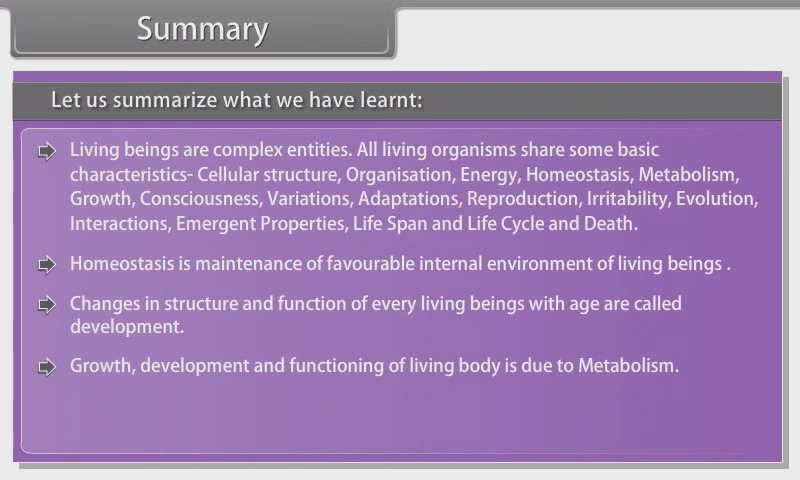 Summary
Let us summarize what we have learnt:
Living beings are complex entities. All living organisms share some basic
characteristics- Cellular structure, Organisation, Energy, Homeostasis, Metabolism,
Growth, Consciousness, Variations, Adaptations, Reproduction, Irritability, Evolution,
Interactions, Emergent Properties, Life Span and Life Cycle and Death.
Homeostasis is maintenance of favourable internal environment of living beings .
Changes in structure and function of every living beings with age are called
development.
Growth, development and functioning of living body is due to Metabolism.